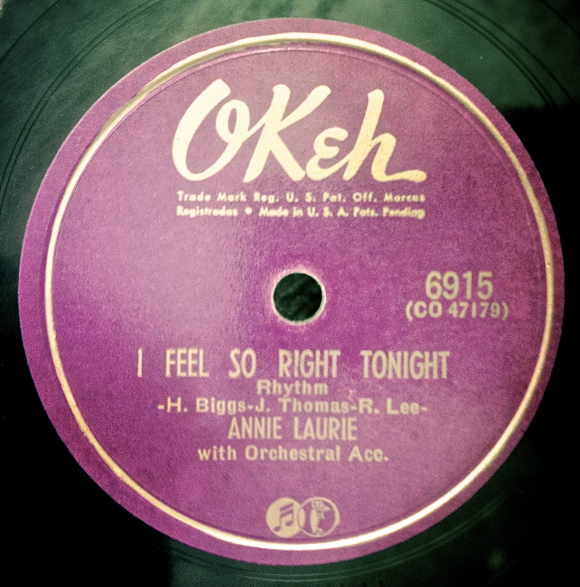 OKeh
Trade Mark Reg. U. S. Pat. Off. Marcas
Registradas • Made in U. S. A. Pats. Pending
6915
(CO 47179)
I FEEL SO RIGHT TONIGHT
Rhythm
-H. Biggs-J. Thomas-R. Lee-
ANNIE LAURIE
with Orchestral Acc.